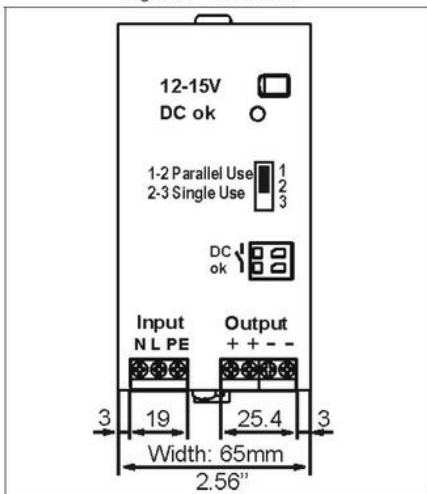 12-15V
DC ok
1-2 Parallel Use
2-3 Single Use
1
2
3
DC
ok
Input Output
N L PE + + - -
3 19 25.4 3
Width: 65mm
2.56"